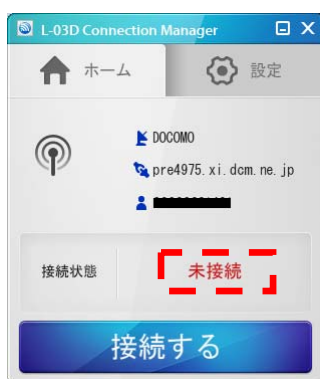 L-03D Connection Manager
ホーム 設定
DOCOMO
pre4975.xi.dcm.ne.jp
接続状態 未接続
接続する